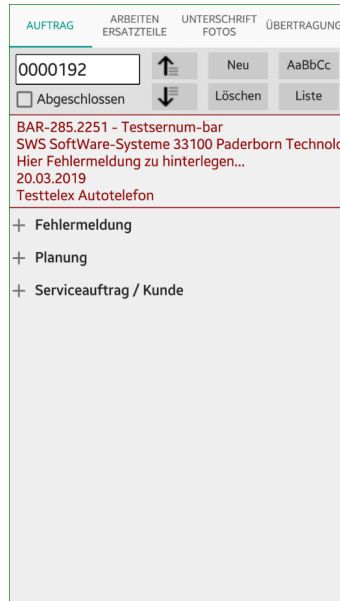 AUFTRAG
ARBEITEN
ERSATZTEILE
UNTERSCHRIFT
FOTOS
ÜBERTRAGUNG
0000192
Neu
AaBbCc
Abgeschlossen
Löschen
Liste
BAR-285.2251 - Testsernum-bar
SWS SoftWare-Systeme 33100 Paderborn Technolo
Hier Fehlermeldung zu hinterlegen...
20.03.2019
Testtelex Autotelefon
Fehlermeldung
Planung
Serviceauftrag / Kunde